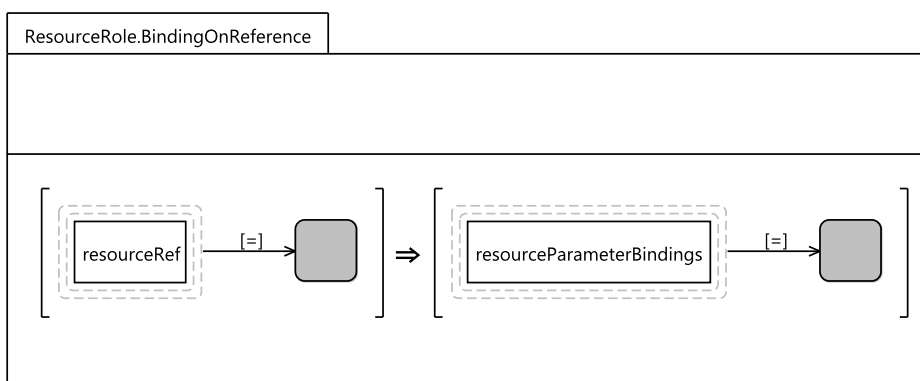 ResourceRole.BindingOnReference
resourceRef
[=]
⇒
resourceParameterBindings
[=]